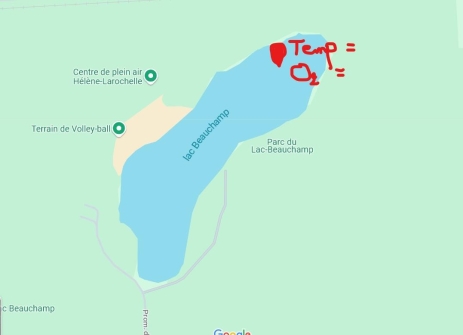 Temp =
O2 =
Centre de plein air
Hélène-Larochelle
Terrain de Volley-ball
lac Beauchamp
Parc du
Lac-Beauchamp
c Beauchamp
Prom d
Google